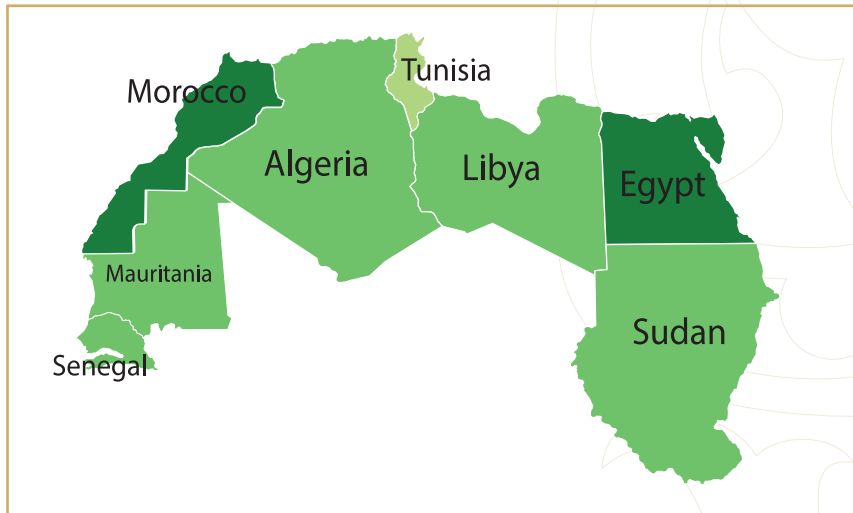 Tunisia
Morocco
Algeria
Libya
Egypt
Mauritania
Sudan
Senegal